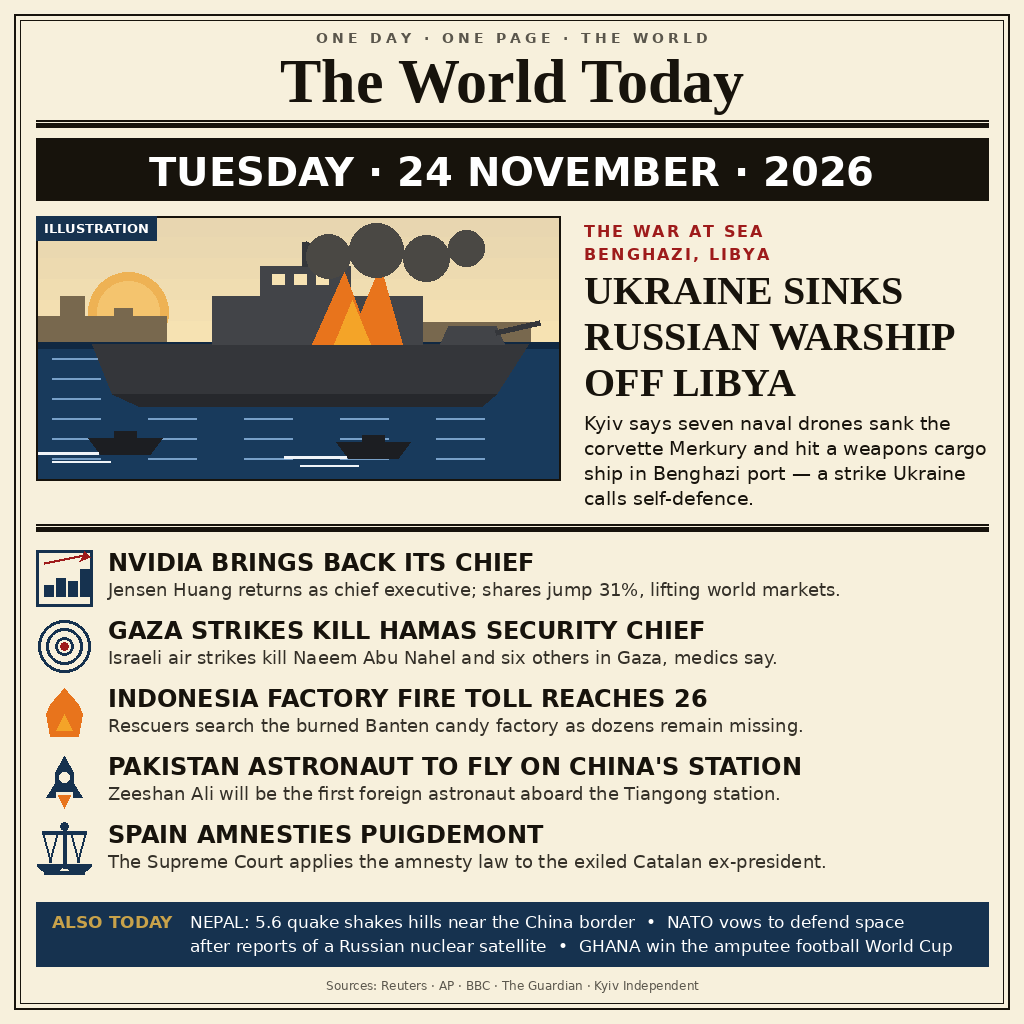 ONE DAY · ONE PAGE · THE WORLD
The World Today
TUESDAY · 24 NOVEMBER · 2026
ILLUSTRATION
THE WAR AT SEA
BENGHAZI, LIBYA
UKRAINE SINKS
RUSSIAN WARSHIP
OFF LIBYA
Kyiv says seven naval drones sank the
corvette Merkury and hit a weapons cargo
ship in Benghazi port — a strike Ukraine
calls self-defence.
NVIDIA BRINGS BACK ITS CHIEF
Jensen Huang returns as chief executive; shares jump 31%, lifting world markets.
GAZA STRIKES KILL HAMAS SECURITY CHIEF
Israeli air strikes kill Naeem Abu Nahel and six others in Gaza, medics say.
INDONESIA FACTORY FIRE TOLL REACHES 26
Rescuers search the burned Banten candy factory as dozens remain missing.
PAKISTAN ASTRONAUT TO FLY ON CHINA'S STATION
Zeeshan Ali will be the first foreign astronaut aboard the Tiangong station.
SPAIN AMNESTIES PUIGDEMONT
The Supreme Court applies the amnesty law to the exiled Catalan ex-president.
ALSO TODAY NEPAL: 5.6 quake shakes hills near the China border • NATO vows to defend space
after reports of a Russian nuclear satellite • GHANA win the amputee football World Cup
Sources: Reuters · AP · BBC · The Guardian · Kyiv Independent